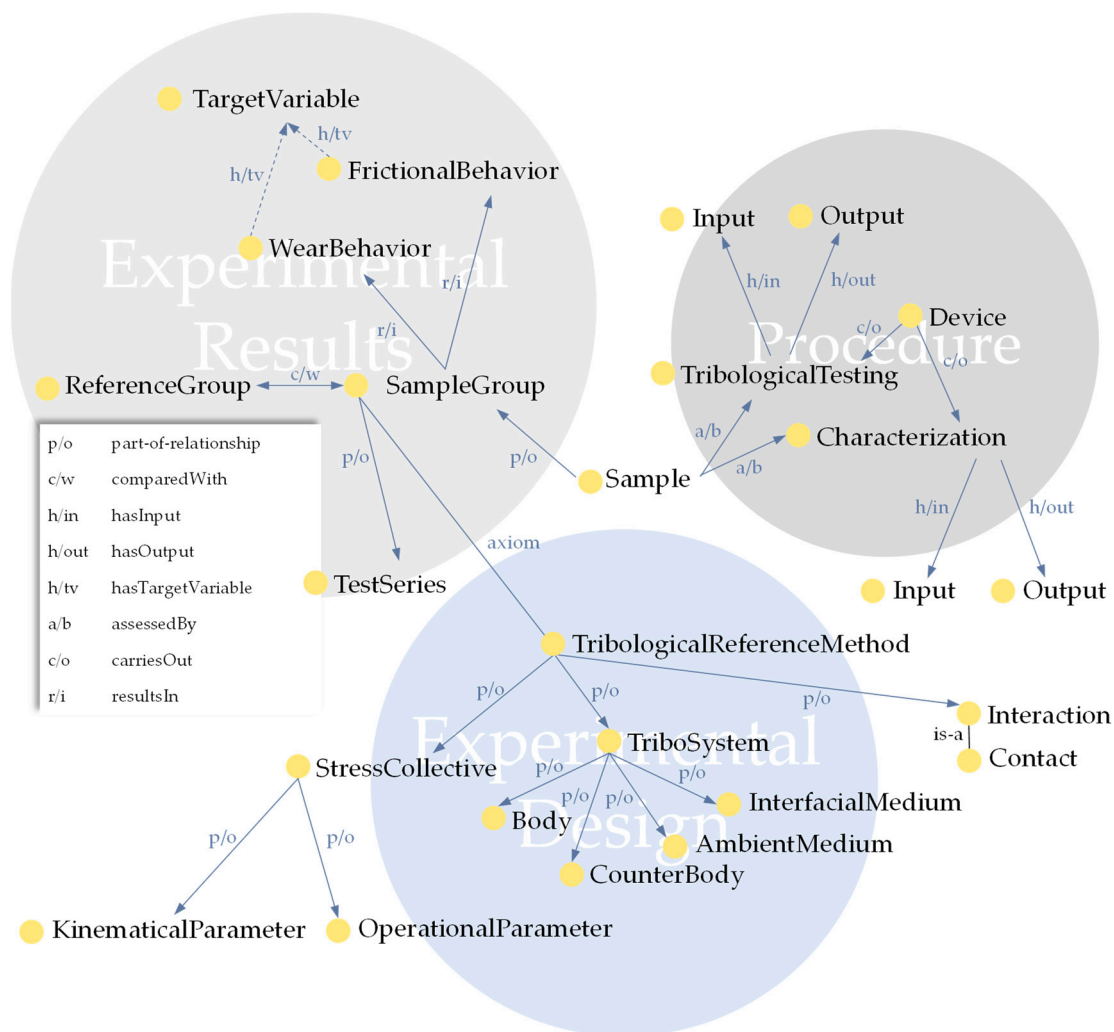 TargetVariable
h/tv
FrictionalBehavior
h/tv
WearBehavior
Experimental
Results
r/i
r/i
ReferenceGroup
c/w
SampleGroup
p/o
p/o
Sample
axiom
TestSeries
p/o part-of-relationship
c/w comparedWith
h/in hasInput
h/out hasOutput
h/tv hasTargetVariable
a/b assessedBy
c/o carriesOut
r/i resultsIn
Input
Output
h/in
h/out
Device
Procedure
c/o
c/o
TribologicalTesting
a/b
a/b
Characterization
h/in
h/out
Input
Output
TribologicalReferenceMethod
p/o
p/o
p/o
Interaction
is-a
Contact
Experimental
Design
TriboSystem
StressCollective
p/o
p/o
p/o
p/o
InterfacialMedium
Body
AmbientMedium
CounterBody
p/o
p/o
KinematicalParameter
OperationalParameter